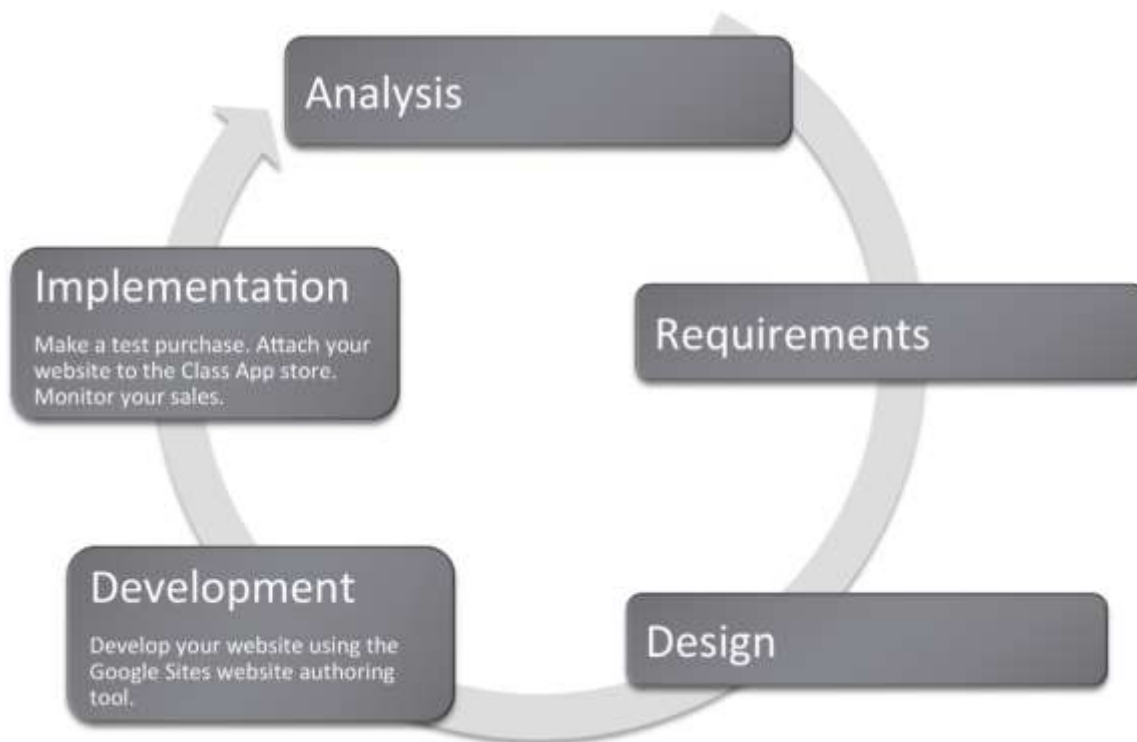 Analysis
Requirements
Design
Development
Develop your website using the
Google Sites website authoring
tool.
Implementation
Make a test purchase. Attach your
website to the Class App store.
Monitor your sales.